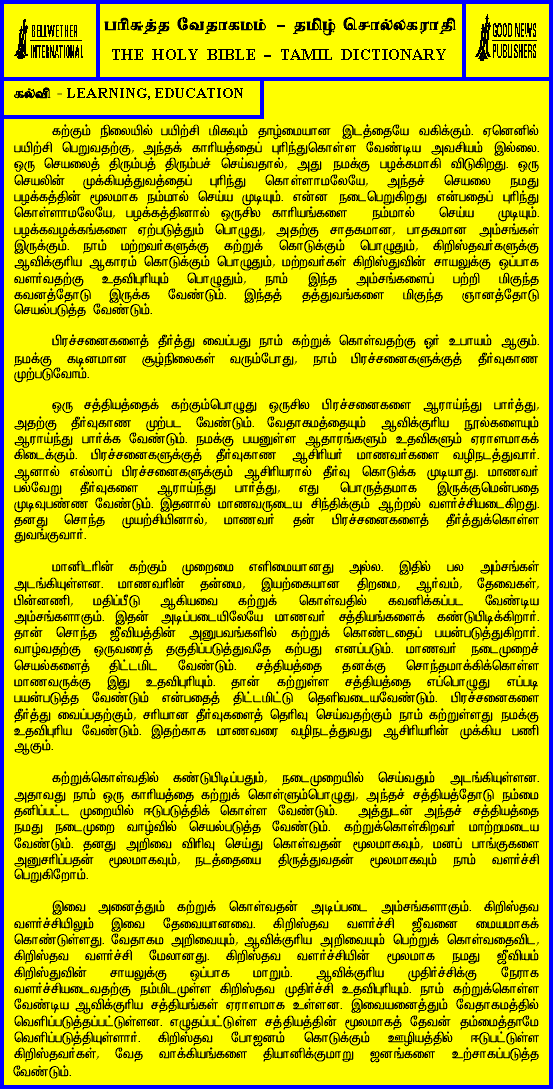 BELLWETHER
INTERNATIONAL
பரிசுத்த வேதாகமம் – தமிழ் சொல்லகராதி
THE HOLY BIBLE – TAMIL DICTIONARY
GOOD NEWS
PUBLISHERS
கல்வி - LEARNING, EDUCATION
கற்கும் நிலையில் பயிற்சி மிகவும் தாழ்மையான இடத்தையே வகிக்கும். ஏனெனில்
பயிற்சி பெறுவதற்கு, அந்தக் காரியத்தைப் புரிந்துகொள்ள வேண்டிய அவசியம் இல்லை.
ஒரு செயலைத் திரும்பத் திரும்பச் செய்வதால், அது நமக்கு பழக்கமாகி விடுகிறது. ஒரு
செயலின் முக்கியத்துவத்தைப் புரிந்து கொள்ளாமலேயே, அந்தச் செயலை நமது
பழக்கத்தின் மூலமாக நம்மால் செய்ய முடியும். என்ன நடைபெறுகிறது என்பதைப் புரிந்து
கொள்ளாமலேயே, பழக்கத்தினால் ஒருசில காரியங்களை நம்மால் செய்ய முடியும்.
பழக்கவழக்கங்களை ஏற்படுத்தும் பொழுது, அதற்கு சாதகமான, பாதகமான அம்சங்கள்
இருக்கும். நாம் மற்றவர்களுக்கு கற்றுக் கொடுக்கும் பொழுதும், கிறிஸ்தவர்களுக்கு
ஆவிக்குரிய ஆகாரம் கொடுக்கும் பொழுதும், மற்றவர்கள் கிறிஸ்துவின் சாயலுக்கு ஒப்பாக
வளர்வதற்கு உதவிபுரியும் பொழுதும், நாம் இந்த அம்சங்களைப் பற்றி மிகுந்த
கவனத்தோடு இருக்க வேண்டும். இந்தத் தத்துவங்களை மிகுந்த ஞானத்தோடு
செயல்படுத்த வேண்டும்.
பிரச்சனைகளைத் தீர்த்து வைப்பது நாம் கற்றுக் கொள்வதற்கு ஓர் உபாயம் ஆகும்.
நமக்கு கடினமான சூழ்நிலைகள் வரும்போது, நாம் பிரச்சனைகளுக்குத் தீர்வுகாண
முற்படுவோம்.
ஒரு சத்தியத்தைக் கற்கும்பொழுது ஒருசில பிரச்சனைகளை ஆராய்ந்து பார்த்து,
அதற்கு தீர்வுகாண முற்பட வேண்டும். வேதாகமத்தையும் ஆவிக்குரிய நூல்களையும்
ஆராய்ந்து பார்க்க வேண்டும். நமக்கு பயனுள்ள ஆதாரங்களும் உதவிகளும் ஏராளமாகக்
கிடைக்கும். பிரச்சனைகளுக்குத் தீர்வுகாண ஆசிரியர் மாணவர்களை வழிநடத்துவார்.
ஆனால் எல்லாப் பிரச்சனைகளுக்கும் ஆசிரியரால் தீர்வு கொடுக்க முடியாது. மாணவர்
பல்வேறு தீர்வுகளை ஆராய்ந்து பார்த்து, எது பொருத்தமாக இருக்குமென்பதை
முடிவுபண்ண வேண்டும். இதனால் மாணவருடைய சிந்திக்கும் ஆற்றல் வளர்ச்சியடைகிறது.
தனது சொந்த முயற்சியினால், மாணவர் தன் பிரச்சனைகளைத் தீர்த்துக்கொள்ள
துவங்குவார்.
மானிடரின் கற்கும் முறைமை எளிமையானது அல்ல. இதில் பல அம்சங்கள்
அடங்கியுள்ளன. மாணவரின் தன்மை, இயற்கையான திறமை, ஆர்வம், தேவைகள்,
பின்னணி, மதிப்பீடு ஆகியவை கற்றுக் கொள்வதில் கவனிக்கப்பட வேண்டிய
அம்சங்களாகும். இதன் அடிப்படையிலேயே மாணவர் சத்தியங்களைக் கண்டுபிடிக்கிறார்.
தான் சொந்த ஜீவியத்தின் அனுபவங்களில் கற்றுக் கொண்டதைப் பயன்படுத்துகிறார்.
வாழ்வதற்கு ஒருவரைத் தகுதிப்படுத்துவதே கற்பது எனப்படும். மாணவர் நடைமுறைச்
செயல்களைத் திட்டமிட வேண்டும். சத்தியத்தை தனக்கு சொந்தமாக்கிக்கொள்ள
மாணவருக்கு இது உதவிபுரியும். தான் கற்றுள்ள சத்தியத்தை எப்பொழுது எப்படி
பயன்படுத்த வேண்டும் என்பதைத் திட்டமிட்டு தெளிவடையவேண்டும். பிரச்சனைகளை
தீர்த்து வைப்பதற்கும், சரியான தீர்வுகளைத் தெரிவு செய்வதற்கும் நாம் கற்றுள்ளது நமக்கு
உதவிபுரிய வேண்டும். இதற்காக மாணவரை வழிநடத்துவது ஆசிரியரின் முக்கிய பணி
ஆகும்.
கற்றுக்கொள்வதில் கண்டுபிடிப்பதும், நடைமுறையில் செய்வதும் அடங்கியுள்ளன.
அதாவது நாம் ஒரு காரியத்தை கற்றுக் கொள்ளும்பொழுது, அந்தச் சத்தியத்தோடு நம்மை
தனிப்பட்ட முறையில் ஈடுபடுத்திக் கொள்ள வேண்டும். அத்துடன் அந்தச் சத்தியத்தை
நமது நடைமுறை வாழ்வில் செயல்படுத்த வேண்டும். கற்றுக்கொள்கிறவர் மாற்றமடைய
வேண்டும். தனது அறிவை விரிவு செய்து கொள்வதன் மூலமாகவும், மனப் பாங்குகளை
அனுசரிப்பதன் மூலமாகவும், நடத்தையை திருத்துவதன் மூலமாகவும் நாம் வளர்ச்சி
பெறுகிறோம்.
இவை அனைத்தும் கற்றுக் கொள்வதன் அடிப்படை அம்சங்களாகும். கிறிஸ்தவ
வளர்ச்சியிலும் இவை தேவையானவை. கிறிஸ்தவ வளர்ச்சி ஜீவனை மையமாகக்
கொண்டுள்ளது. வேதாகம அறிவையும், ஆவிக்குரிய அறிவையும் பெற்றுக் கொள்வதைவிட,
கிறிஸ்தவ வளர்ச்சி மேலானது. கிறிஸ்தவ வளர்ச்சியின் மூலமாக நமது ஜீவியம்
கிறிஸ்துவின் சாயலுக்கு ஒப்பாக மாறும். ஆவிக்குரிய முதிர்ச்சிக்கு நேராக
வளர்ச்சியடைவதற்கு நம்மிடமுள்ள கிறிஸ்தவ முதிர்ச்சி உதவிபுரியும். நாம் கற்றுக்கொள்ள
வேண்டிய ஆவிக்குரிய சத்தியங்கள் ஏராளமாக உள்ளன. இவையனைத்தும் வேதாகமத்தில்
வெளிப்படுத்தப்பட்டுள்ளன. எழுதப்பட்டுள்ள சத்தியத்தின் மூலமாகத் தேவன் தம்மைத்தாமே
வெளிப்படுத்தியுள்ளார். கிறிஸ்தவ போஜனம் கொடுக்கும் ஊழியத்தில் ஈடுபட்டுள்ள
கிறிஸ்தவர்கள், வேத வாக்கியங்களை தியானிக்குமாறு ஜனங்களை உற்சாகப்படுத்த
வேண்டும்.